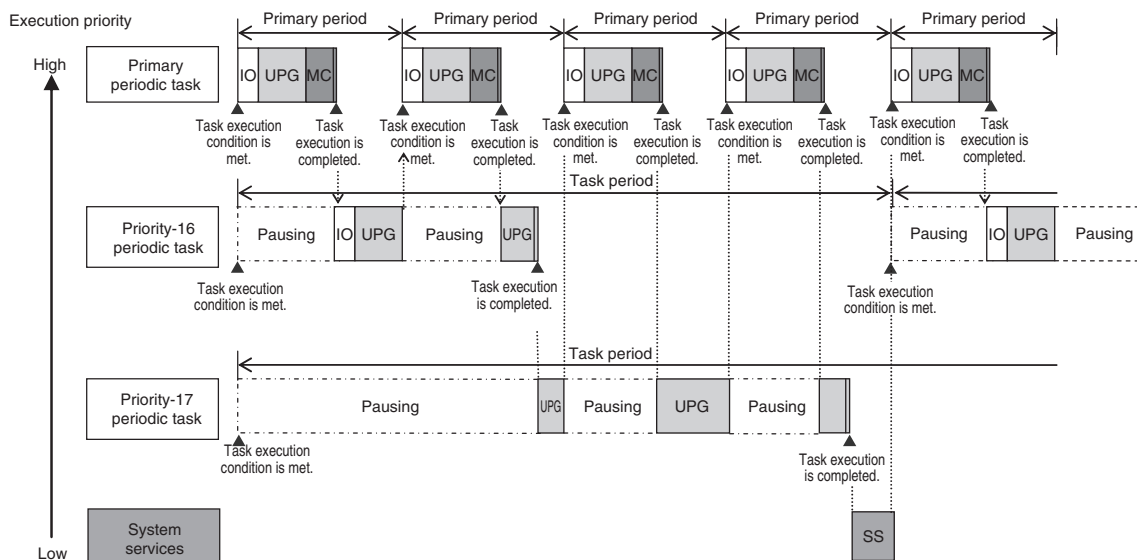 Execution priority
High
Low
Primary period
Primary period
Primary period
Primary period
Primary period
Primary
periodic task
IO
UPG
MC
IO
UPG
MC
IO
UPG
MC
IO
UPG
MC
IO
UPG
MC
Task execution
condition is
met.
Task
execution is
completed.
Task execution
condition is
met.
Task
execution is
completed.
Task execution
condition is
met.
Task
execution is
completed.
Task execution
condition is
met.
Task
execution is
completed.
Task execution
condition is
met.
Task
execution is
completed.
Task period
Priority-16
periodic task
Pausing
IO
UPG
Pausing
UPG
Pausing
IO
UPG
Pausing
Task execution
condition is met.
Task execution
is completed.
Task execution
condition is met.
Task period
Priority-17
periodic task
Pausing
UPG
Pausing
UPG
Pausing
Task execution
condition is met.
Task execution
is completed.
System
services
SS